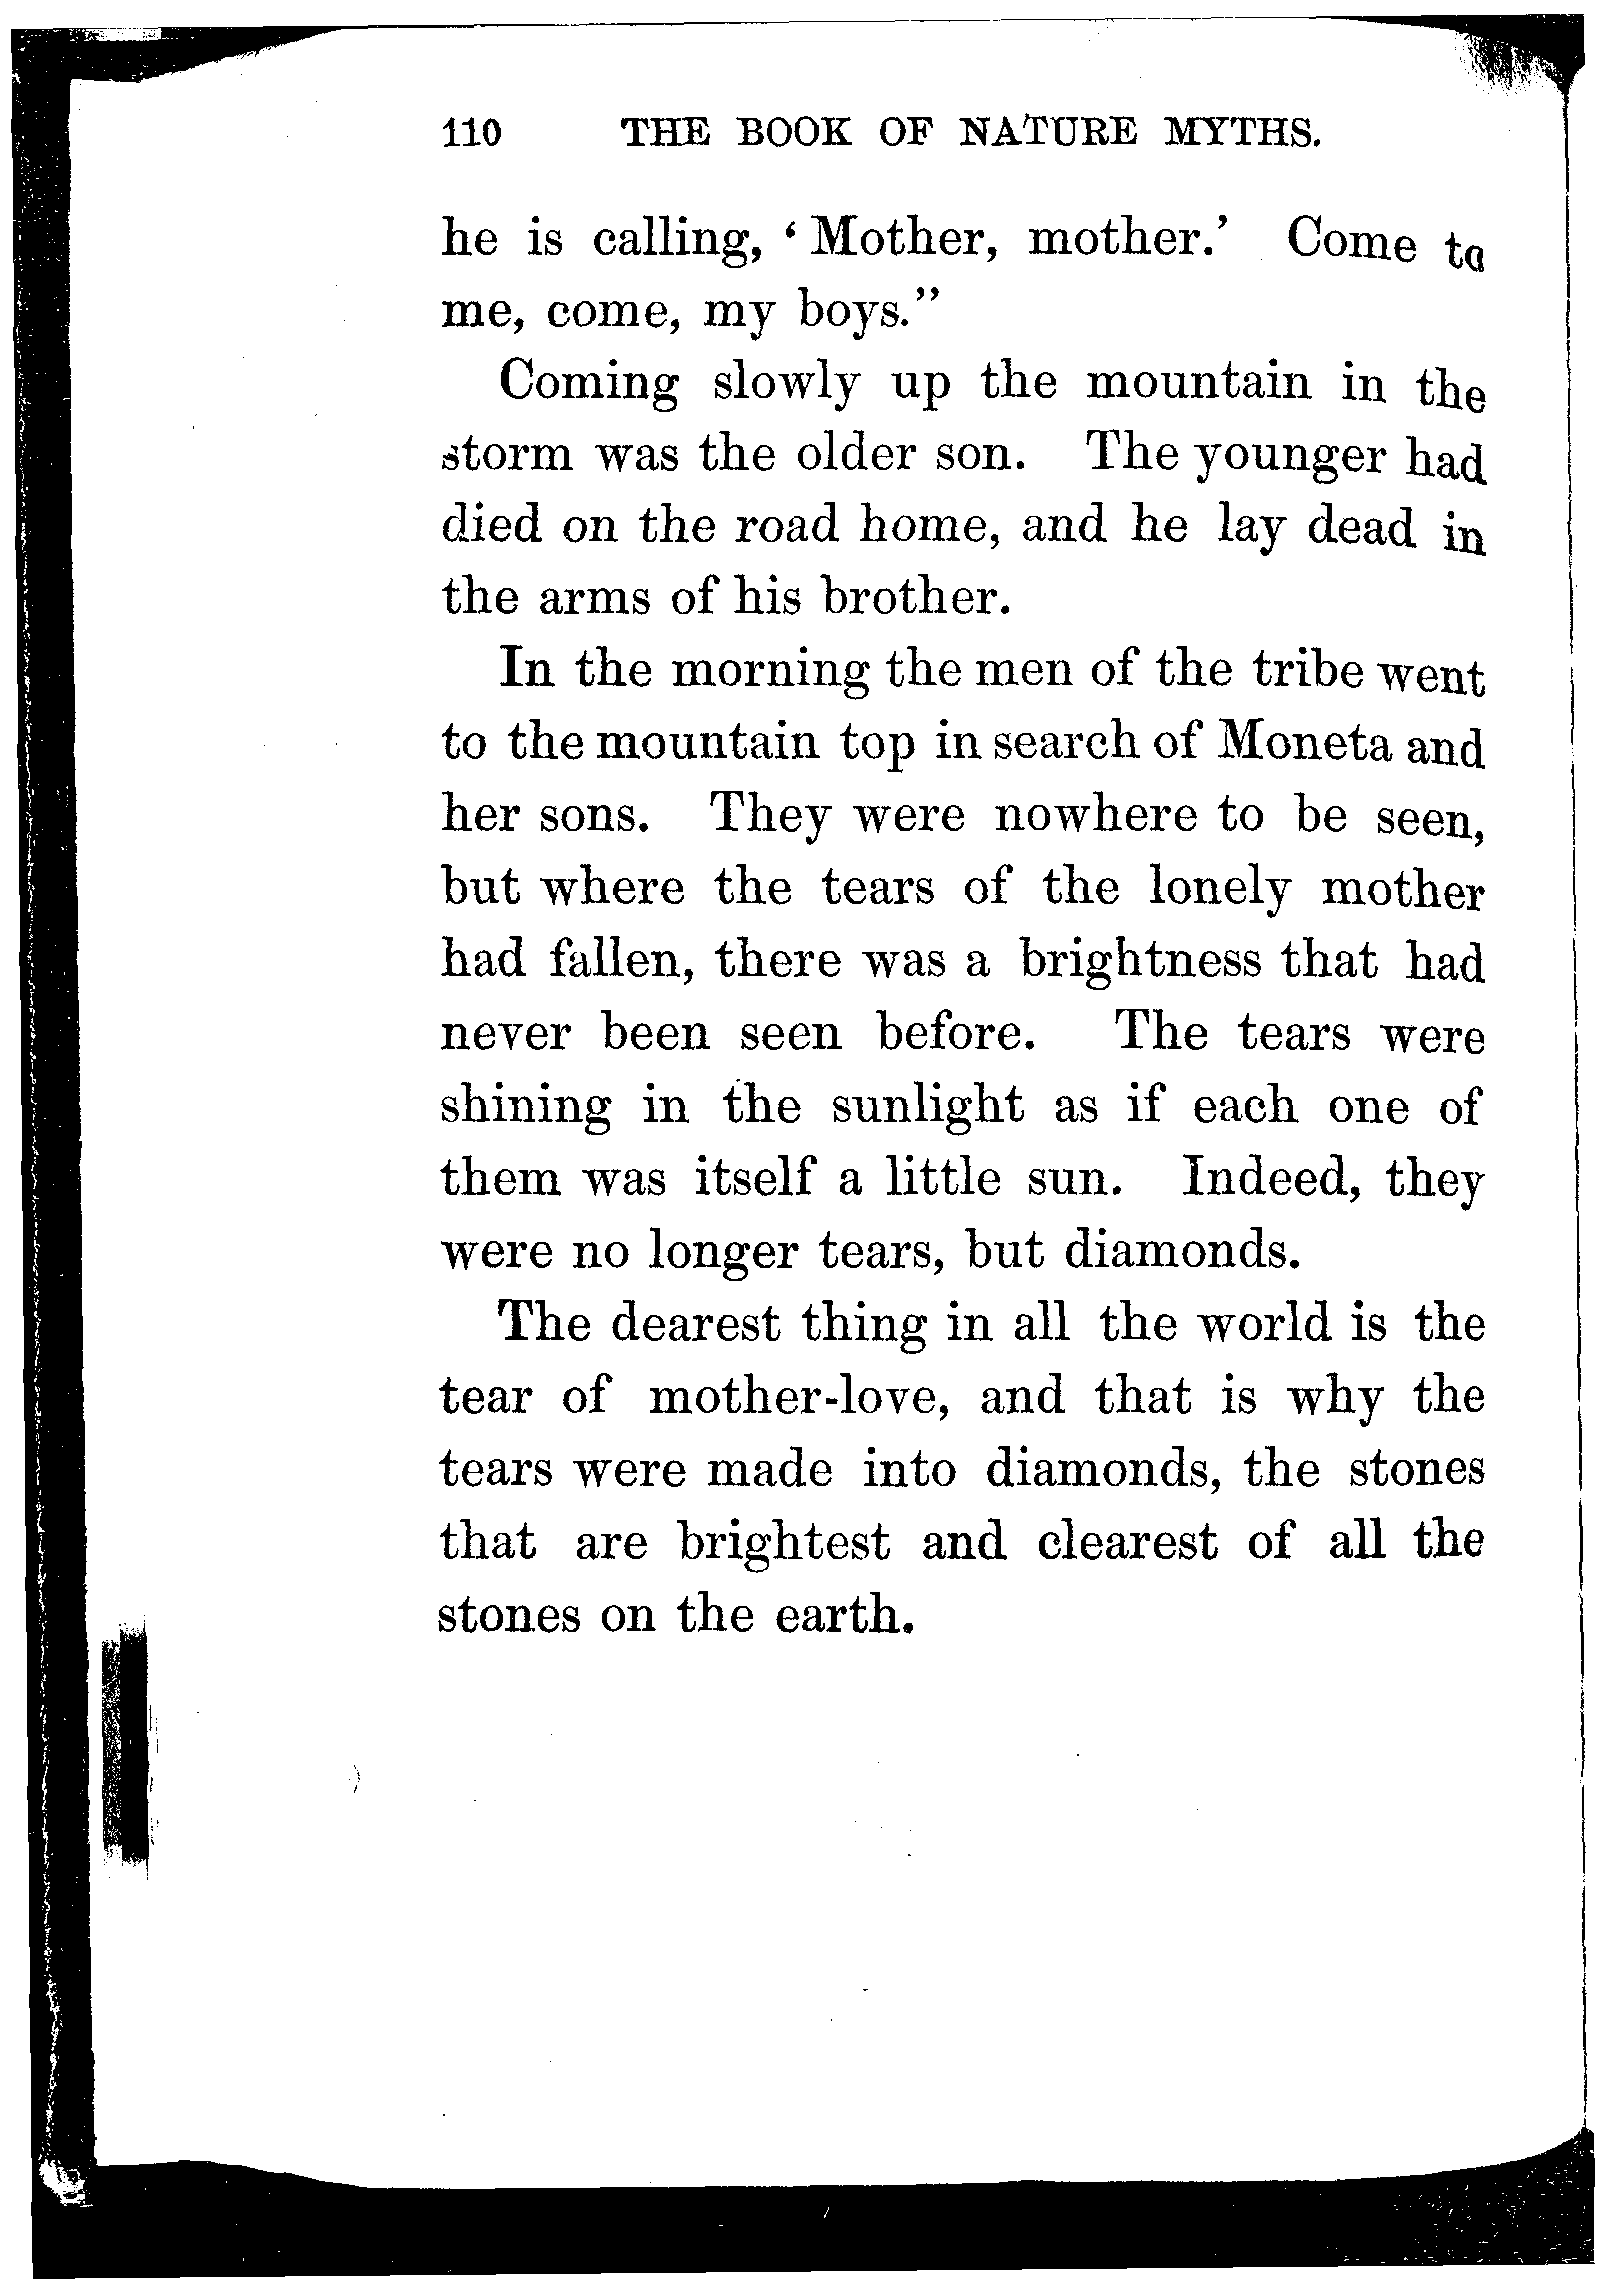 110 THE BOOK OF NATURE MYTHS.
he is calling, ‘Mother, mother.’ Come to
me, come, my boys.”
Coming slowly up the mountain in the
storm was the older son. The younger had
died on the road home, and he lay dead in
the arms of his brother.
In the morning the men of the tribe went
to the mountain top in search of Moneta and
her sons. They were nowhere to be seen,
but where the tears of the lonely mother
had fallen, there was a brightness that had
never been seen before. The tears were
shining in the sunlight as if each one of
them was itself a little sun. Indeed, they
were no longer tears, but diamonds.
The dearest thing in all the world is the
tear of mother-love, and that is why the
tears were made into diamonds, the stones
that are brightest and clearest of all the
stones on the earth.